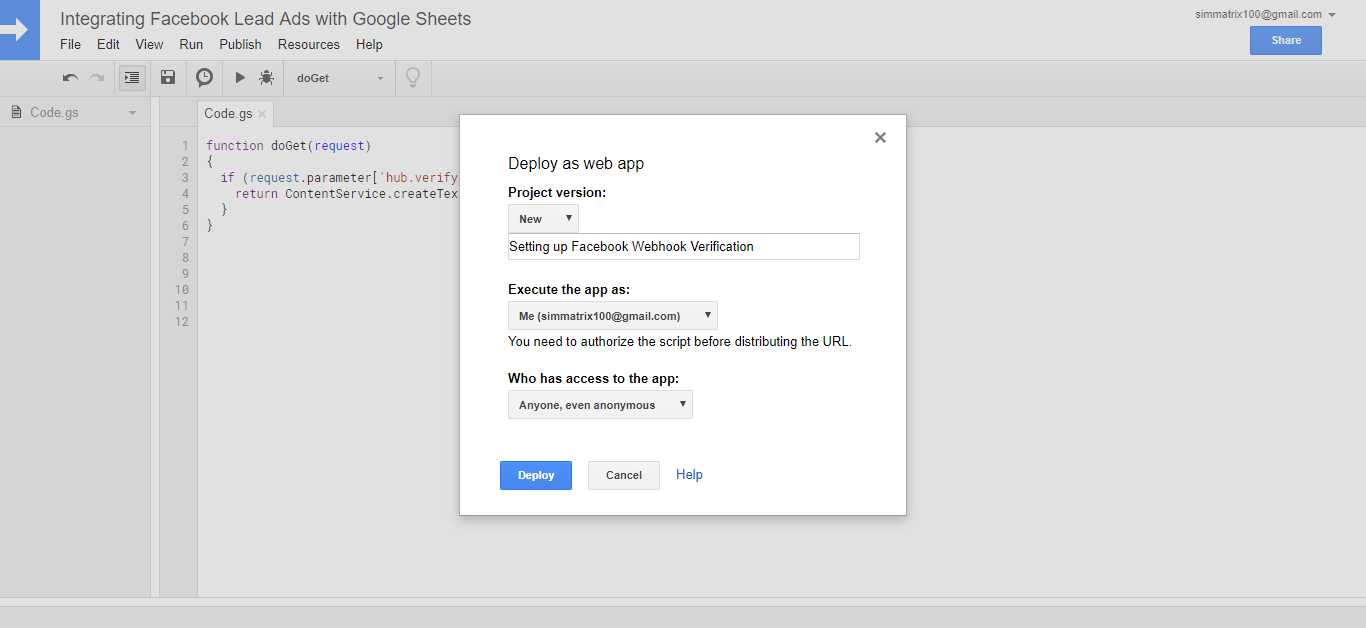 Integrating Facebook Lead Ads with Google Sheets
simmatrix100@gmail.com
File Edit View Run Publish Resources Help
Share
doGet
Code.gs
Code.gs
1 function doGet(request)
2 {
3 if (request.parameter['hub.verify
4 return ContentService.createTex
5 }
6 }
7
8
9
10
11
12
Deploy as web app
Project version:
New
Setting up Facebook Webhook Verification
Execute the app as:
Me (simmatrix100@gmail.com)
You need to authorize the script before distributing the URL.
Who has access to the app:
Anyone, even anonymous
Deploy Cancel Help